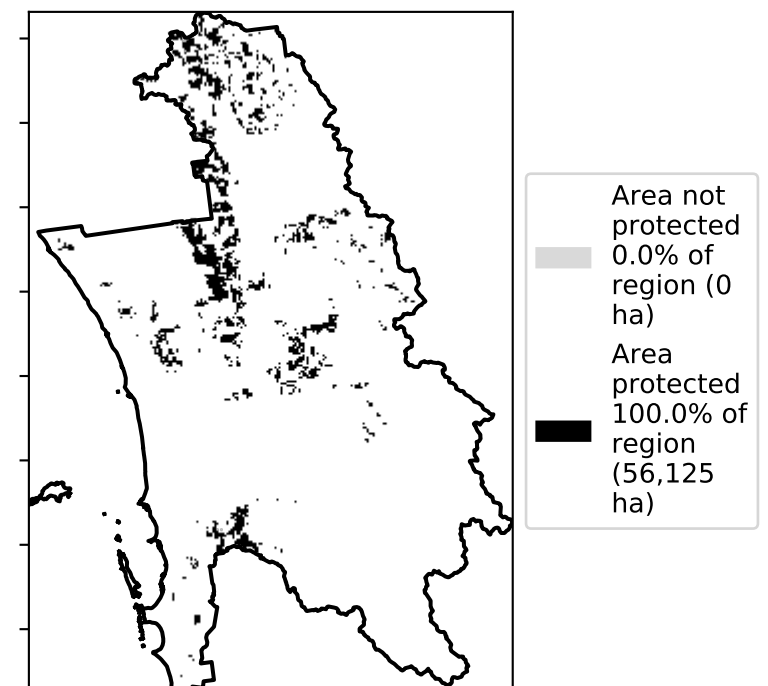 Area not
protected
0.0% of
region (0
ha)
Area
protected
100.0% of
region
(56,125
ha)